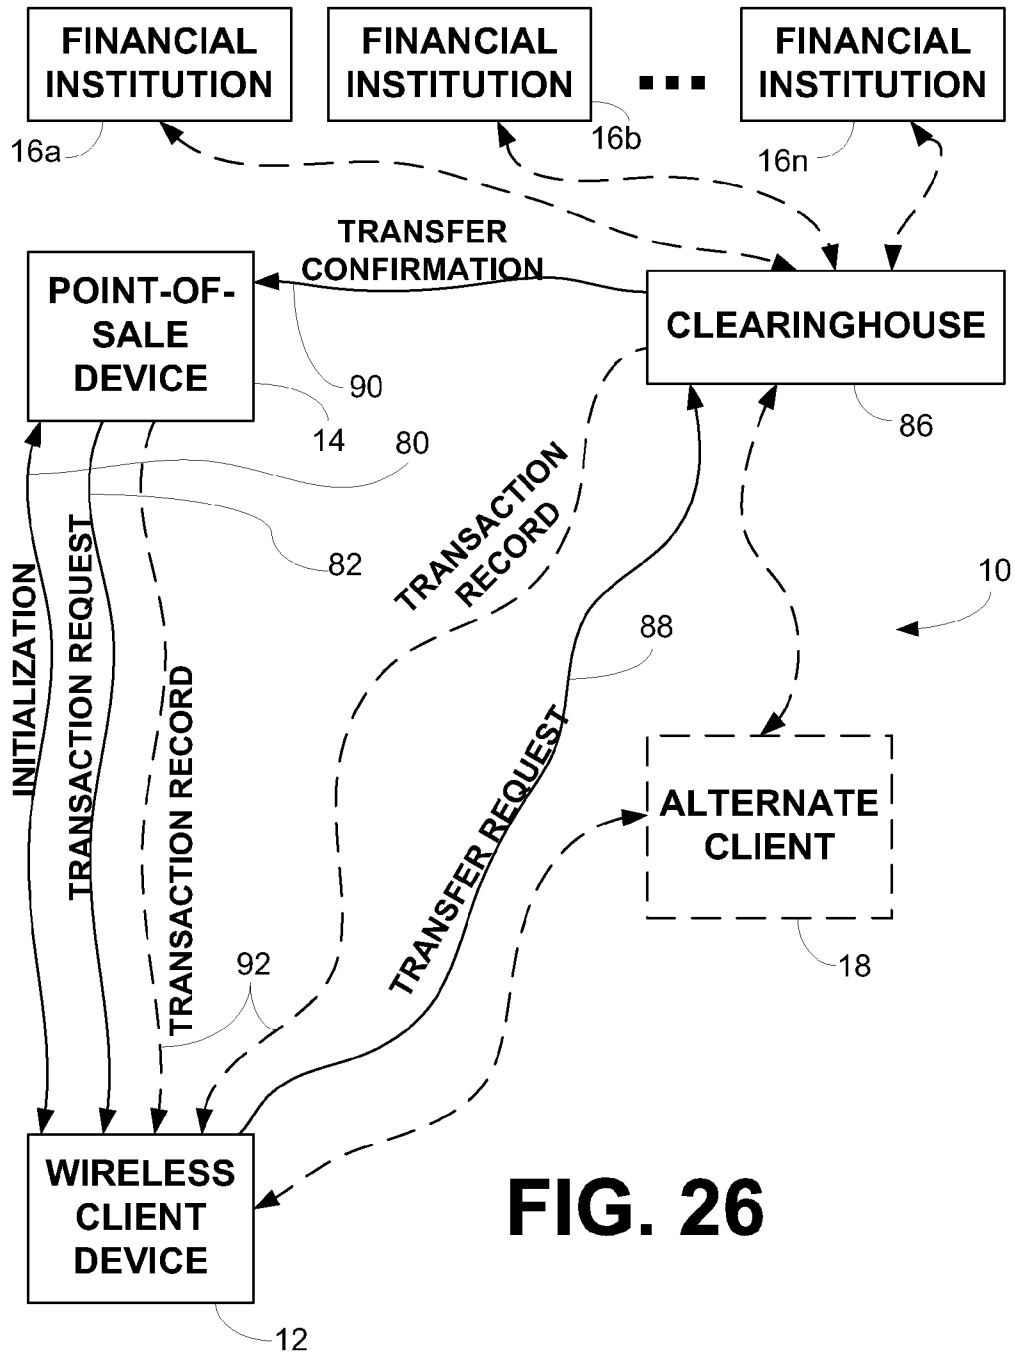 FINANCIAL
INSTITUTION
16a
FINANCIAL
INSTITUTION
16b
FINANCIAL
INSTITUTION
16n
TRANSFER
CONFIRMATION
POINT-OF-
SALE
DEVICE
14
90
CLEARINGHOUSE
86
80
82
INITIALIZATION
TRANSACTION REQUEST
TRANSACTION RECORD
TRANSACTION
RECORD
88
TRANSFER REQUEST
10
ALTERNATE
CLIENT
18
92
WIRELESS
CLIENT
DEVICE
12
FIG. 26